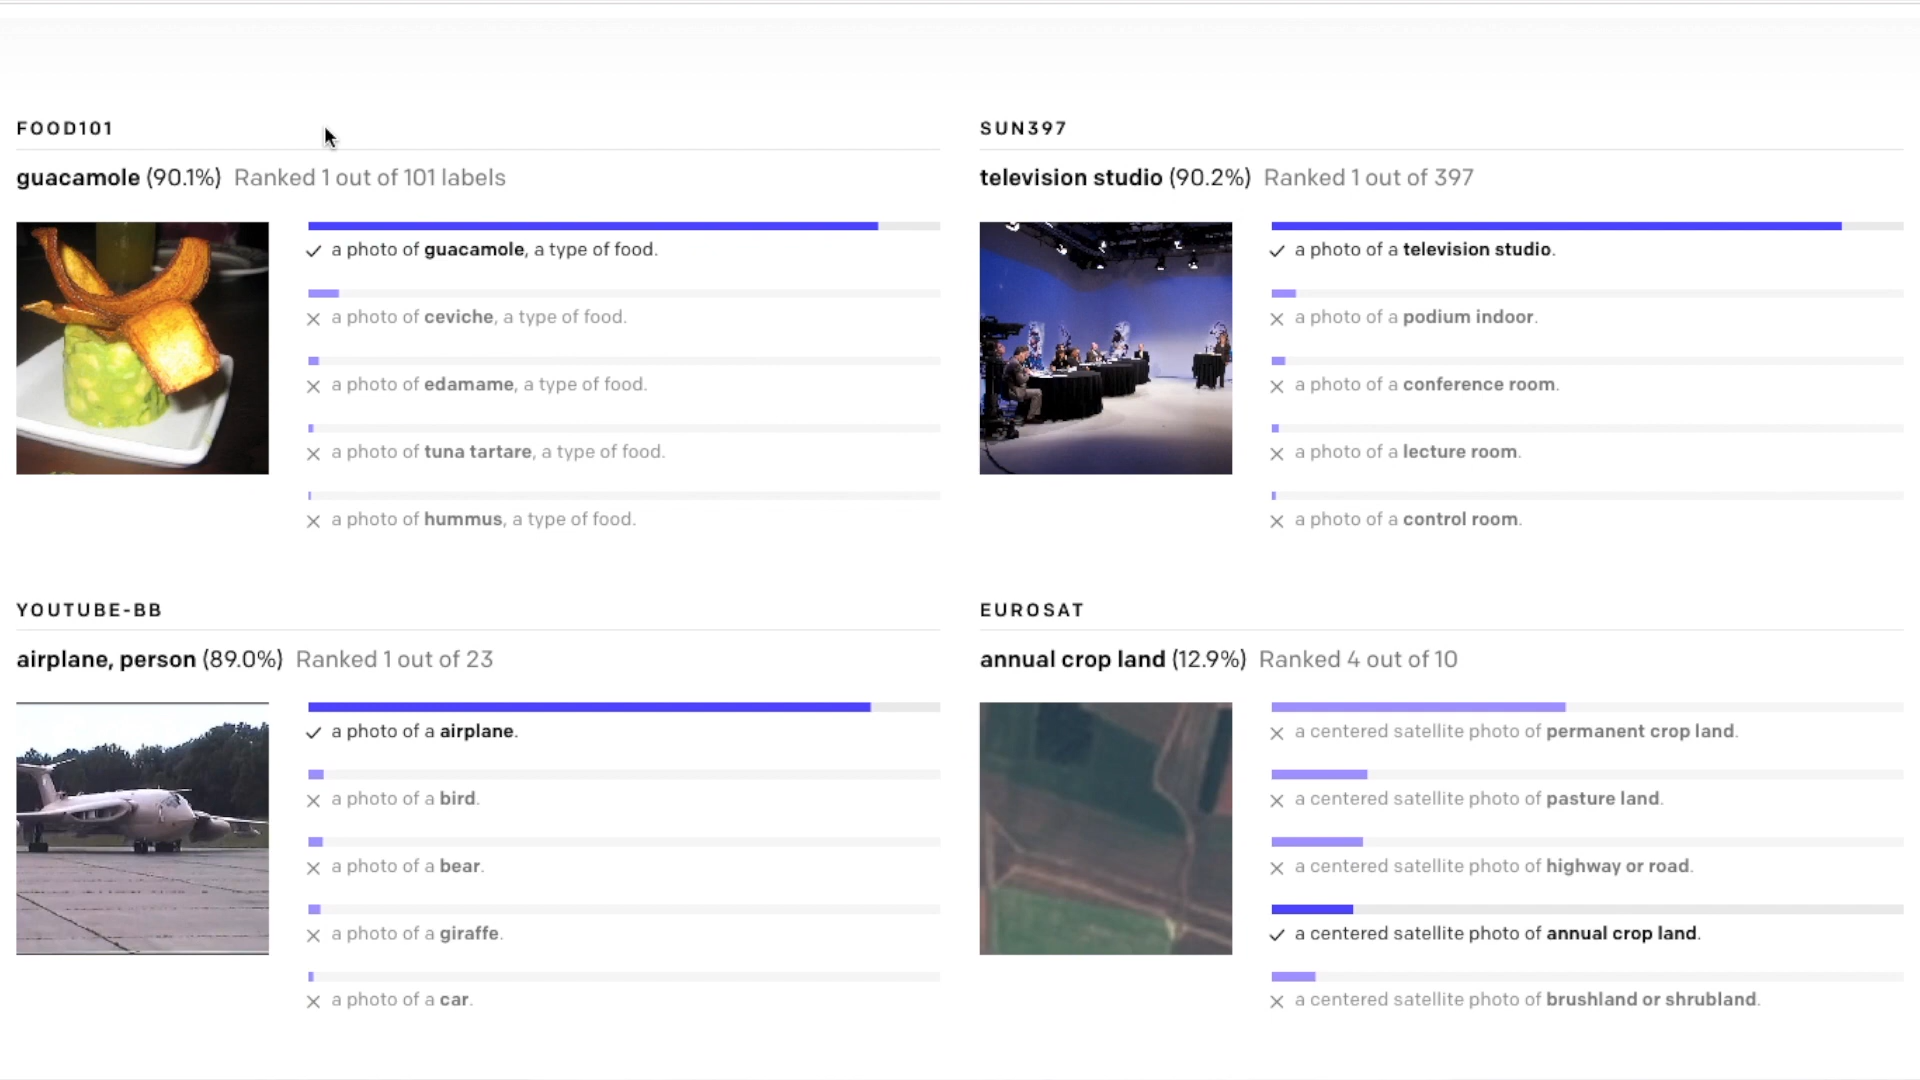 FOOD101
guacamole (90.1%) Ranked 1 out of 101 labels
a photo of guacamole, a type of food.
a photo of ceviche, a type of food.
a photo of edamame, a type of food.
a photo of tuna tartare, a type of food.
a photo of hummus, a type of food.
SUN397
television studio (90.2%) Ranked 1 out of 397
a photo of a television studio.
a photo of a podium indoor.
a photo of a conference room.
a photo of a lecture room.
a photo of a control room.
YOUTUBE-BB
airplane, person (89.0%) Ranked 1 out of 23
a photo of a airplane.
a photo of a bird.
a photo of a bear.
a photo of a giraffe.
a photo of a car.
EUROSAT
annual crop land (12.9%) Ranked 4 out of 10
a centered satellite photo of permanent crop land.
a centered satellite photo of pasture land.
a centered satellite photo of highway or road.
a centered satellite photo of annual crop land.
a centered satellite photo of brushland or shrubland.